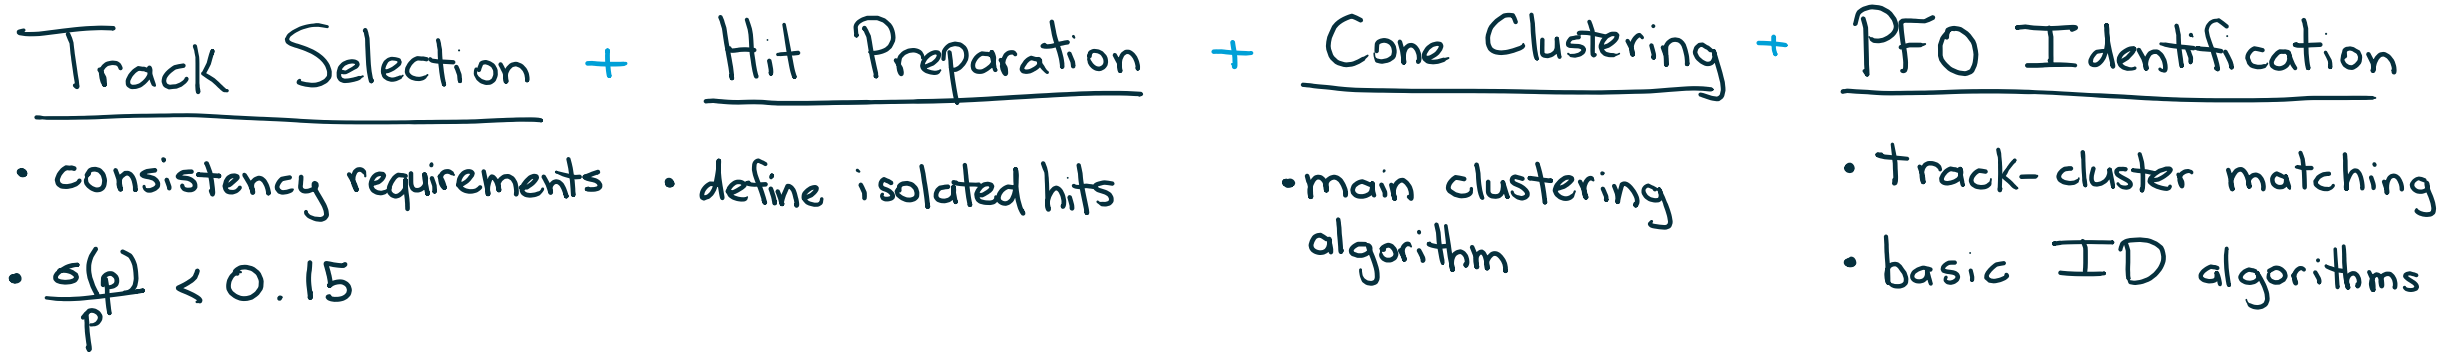 Track Selection + Hit Preparation + Cone Clustering + PFO Identification
• consistency requirements
• σ(p)/p < 0.15
• define isolated hits
• main clustering
algorithm
• track-cluster matching
• basic ID algorithms